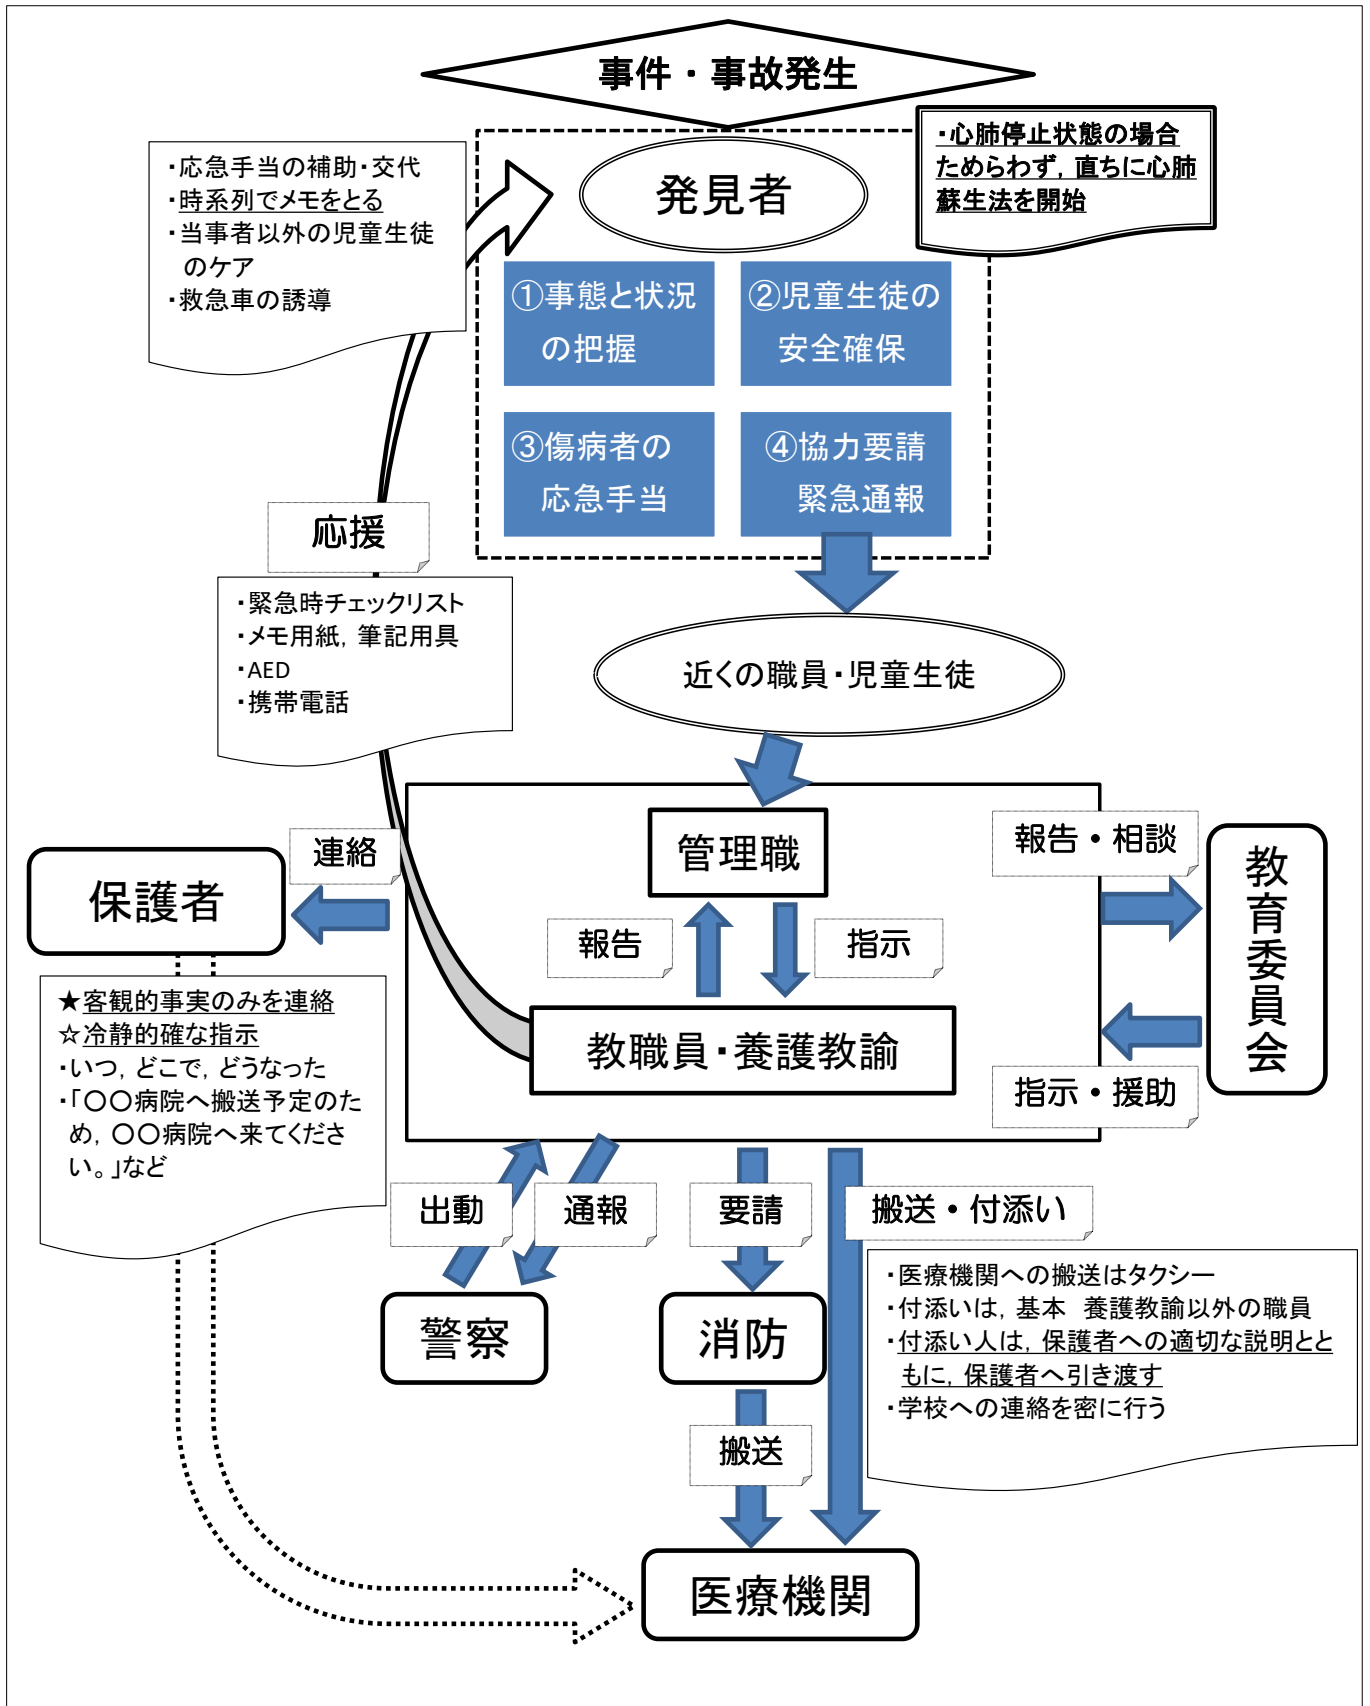 事件・事故発生
・心肺停止状態の場合
ためらわず，直ちに心肺
蘇生法を開始
・応急手当の補助・交代
・時系列でメモをとる
・当事者以外の児童生徒
のケア
・救急車の誘導
発見者
①事態と状況
の把握
②児童生徒の
安全確保
③傷病者の
応急手当
④協力要請
緊急通報
応援
・緊急時チェックリスト
・メモ用紙，筆記用具
・AED
・携帯電話
近くの職員・児童生徒
管理職
報告
指示
教職員・養護教諭
連絡
保護者
★客観的事実のみを連絡
☆冷静的確な指示
・いつ，どこで，どうなった
・「〇〇病院へ搬送予定のた
め，〇〇病院へ来てくださ
い。」など
報告・相談
教育委員会
指示・援助
出動
通報
要請
搬送・付添い
警察
消防
・医療機関への搬送はタクシー
・付添いは，基本　養護教諭以外の職員
・付添い人は，保護者への適切な説明とと
もに，保護者へ引き渡す
・学校への連絡を密に行う
搬送
医療機関